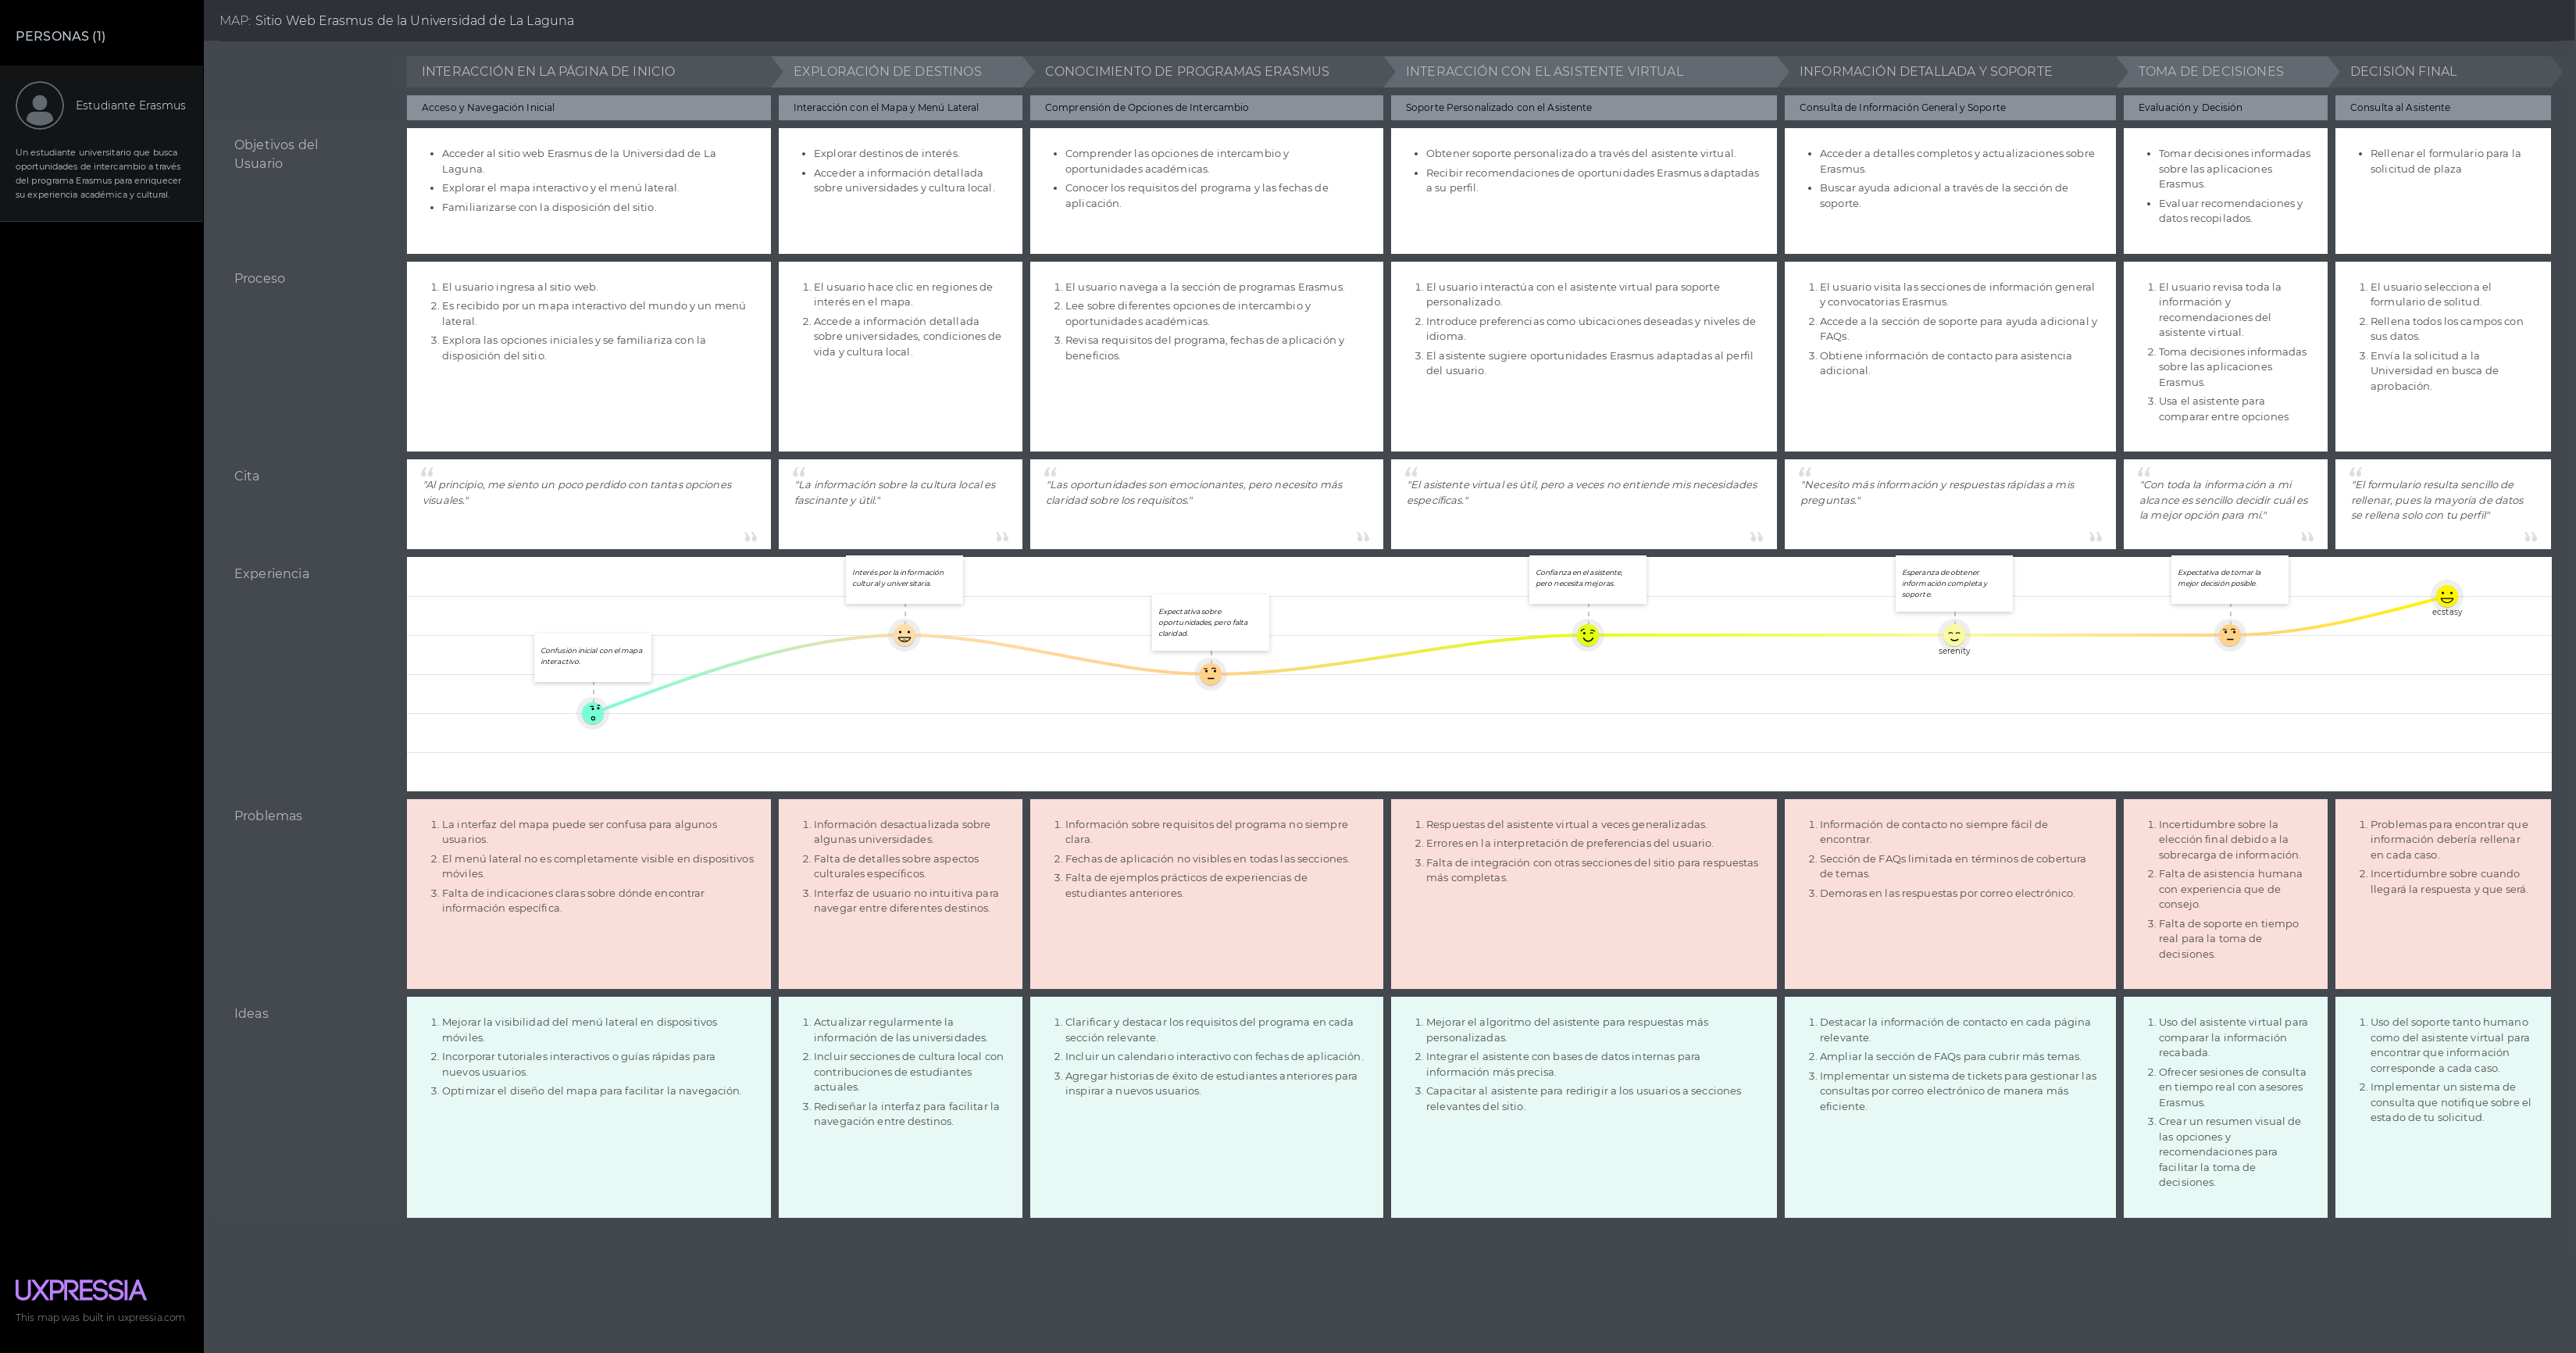 PERSONAS (1)
Estudiante Erasmus
Un estudiante universitario que busca
oportunidades de intercambio a través
del programa Erasmus para enriquecer
su experiencia académica y cultural.
MAP: Sitio Web Erasmus de la Universidad de La Laguna
INTERACCIÓN EN LA PÁGINA DE INICIO
EXPLORACIÓN DE DESTINOS
CONOCIMIENTO DE PROGRAMAS ERASMUS
INTERACCIÓN CON EL ASISTENTE VIRTUAL
INFORMACIÓN DETALLADA Y SOPORTE
TOMA DE DECISIONES
DECISIÓN FINAL
Acceso y Navegación Inicial
Interacción con el Mapa y Menú Lateral
Comprensión de Opciones de Intercambio
Soporte Personalizado con el Asistente
Consulta de Información General y Soporte
Evaluación y Decisión
Consulta al Asistente
Objetivos del
Usuario
• Acceder al sitio web Erasmus de la Universidad de La
Laguna.
• Explorar el mapa interactivo y el menú lateral.
• Familiarizarse con la disposición del sitio.
• Explorar destinos de interés.
• Acceder a información detallada
sobre universidades y cultura local.
• Comprender las opciones de intercambio y
oportunidades académicas.
• Conocer los requisitos del programa y las fechas de
aplicación.
• Obtener soporte personalizado a través del asistente virtual.
• Recibir recomendaciones de oportunidades Erasmus adaptadas
a su perfil.
• Acceder a detalles completos y actualizaciones sobre
Erasmus.
• Buscar ayuda adicional a través de la sección de
soporte.
• Tomar decisiones informadas
sobre las aplicaciones
Erasmus.
• Evaluar recomendaciones y
datos recopilados.
• Rellenar el formulario para la
solicitud de plaza
Proceso
1. El usuario ingresa al sitio web.
2. Es recibido por un mapa interactivo del mundo y un menú
lateral.
3. Explora las opciones iniciales y se familiariza con la
disposición del sitio.
1. El usuario hace clic en regiones de
interés en el mapa.
2. Accede a información detallada
sobre universidades, condiciones de
vida y cultura local.
1. El usuario navega a la sección de programas Erasmus.
2. Lee sobre diferentes opciones de intercambio y
oportunidades académicas.
3. Revisa requisitos del programa, fechas de aplicación y
beneficios.
1. El usuario interactúa con el asistente virtual para soporte
personalizado.
2. Introduce preferencias como ubicaciones deseadas y niveles de
idioma.
3. El asistente sugiere oportunidades Erasmus adaptadas al perfil
del usuario.
1. El usuario visita las secciones de información general
y convocatorias Erasmus.
2. Accede a la sección de soporte para ayuda adicional y
FAQs.
3. Obtiene información de contacto para asistencia
adicional.
1. El usuario revisa toda la
información y
recomendaciones del
asistente virtual.
2. Toma decisiones informadas
sobre las aplicaciones
Erasmus.
3. Usa el asistente para
comparar entre opciones
1. El usuario selecciona el
formulario de solitud.
2. Rellena todos los campos con
sus datos.
3. Envía la solicitud a la
Universidad en busca de
aprobación.
Cita
"Al principio, me siento un poco perdido con tantas opciones
visuales."
"La información sobre la cultura local es
fascinante y útil."
"Las oportunidades son emocionantes, pero necesito más
claridad sobre los requisitos."
"El asistente virtual es útil, pero a veces no entiende mis necesidades
específicas."
"Necesito más información y respuestas rápidas a mis
preguntas."
"Con toda la información a mi
alcance es sencillo decidir cuál es
la mejor opción para mí."
"El formulario resulta sencillo de
rellenar, pues la mayoría de datos
se rellena solo con tu perfil"
Experiencia
Confusión inicial con el mapa
interactivo.
Interés por la información
cultural y universitaria.
Expectativa sobre
oportunidades, pero falta
claridad.
Confianza en el asistente,
pero necesita mejoras.
Esperanza de obtener
información completa y
soporte.
serenity
Expectativa de tomar la
mejor decisión posible.
ecstasy
Problemas
1. La interfaz del mapa puede ser confusa para algunos
usuarios.
2. El menú lateral no es completamente visible en dispositivos
móviles.
3. Falta de indicaciones claras sobre dónde encontrar
información específica.
1. Información desactualizada sobre
algunas universidades.
2. Falta de detalles sobre aspectos
culturales específicos.
3. Interfaz de usuario no intuitiva para
navegar entre diferentes destinos.
1. Información sobre requisitos del programa no siempre
clara.
2. Fechas de aplicación no visibles en todas las secciones.
3. Falta de ejemplos prácticos de experiencias de
estudiantes anteriores.
1. Respuestas del asistente virtual a veces generalizadas.
2. Errores en la interpretación de preferencias del usuario.
3. Falta de integración con otras secciones del sitio para respuestas
más completas.
1. Información de contacto no siempre fácil de
encontrar.
2. Sección de FAQs limitada en términos de cobertura
de temas.
3. Demoras en las respuestas por correo electrónico.
1. Incertidumbre sobre la
elección final debido a la
sobrecarga de información.
2. Falta de asistencia humana
con experiencia que de
consejo.
3. Falta de soporte en tiempo
real para la toma de
decisiones.
1. Problemas para encontrar que
información debería rellenar
en cada caso.
2. Incertidumbre sobre cuando
llegará la respuesta y que será.
Ideas
1. Mejorar la visibilidad del menú lateral en dispositivos
móviles.
2. Incorporar tutoriales interactivos o guías rápidas para
nuevos usuarios.
3. Optimizar el diseño del mapa para facilitar la navegación.
1. Actualizar regularmente la
información de las universidades.
2. Incluir secciones de cultura local con
contribuciones de estudiantes
actuales.
3. Rediseñar la interfaz para facilitar la
navegación entre destinos.
1. Clarificar y destacar los requisitos del programa en cada
sección relevante.
2. Incluir un calendario interactivo con fechas de aplicación.
3. Agregar historias de éxito de estudiantes anteriores para
inspirar a nuevos usuarios.
1. Mejorar el algoritmo del asistente para respuestas más
personalizadas.
2. Integrar el asistente con bases de datos internas para
información más precisa.
3. Capacitar al asistente para redirigir a los usuarios a secciones
relevantes del sitio.
1. Destacar la información de contacto en cada página
relevante.
2. Ampliar la sección de FAQs para cubrir más temas.
3. Implementar un sistema de tickets para gestionar las
consultas por correo electrónico de manera más
eficiente.
1. Uso del asistente virtual para
comparar la información
recabada.
2. Ofrecer sesiones de consulta
en tiempo real con asesores
Erasmus.
3. Crear un resumen visual de
las opciones y
recomendaciones para
facilitar la toma de
decisiones.
1. Uso del soporte tanto humano
como del asistente virtual para
encontrar que información
corresponde a cada caso.
2. Implementar un sistema de
consulta que notifique sobre el
estado de tu solicitud.
UXPRESSIA
This map was built in uxpressia.com